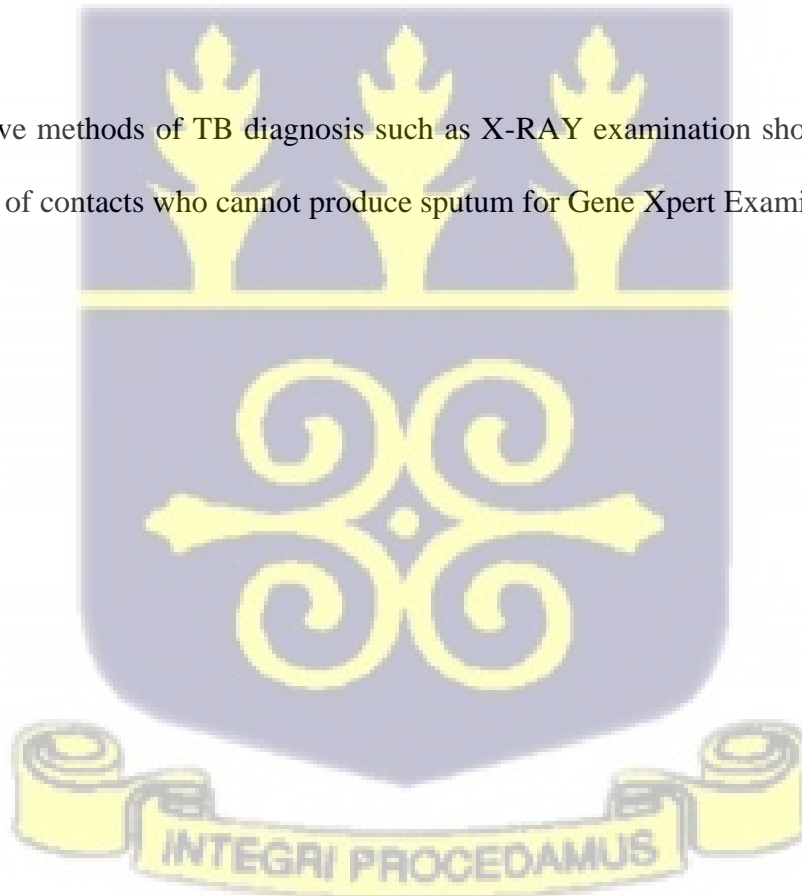 ve methods of TB diagnosis such as X-RAY examination sho
of contacts who cannot produce sputum for Gene Xpert Exami
INTEGRI PROCEDAMUS